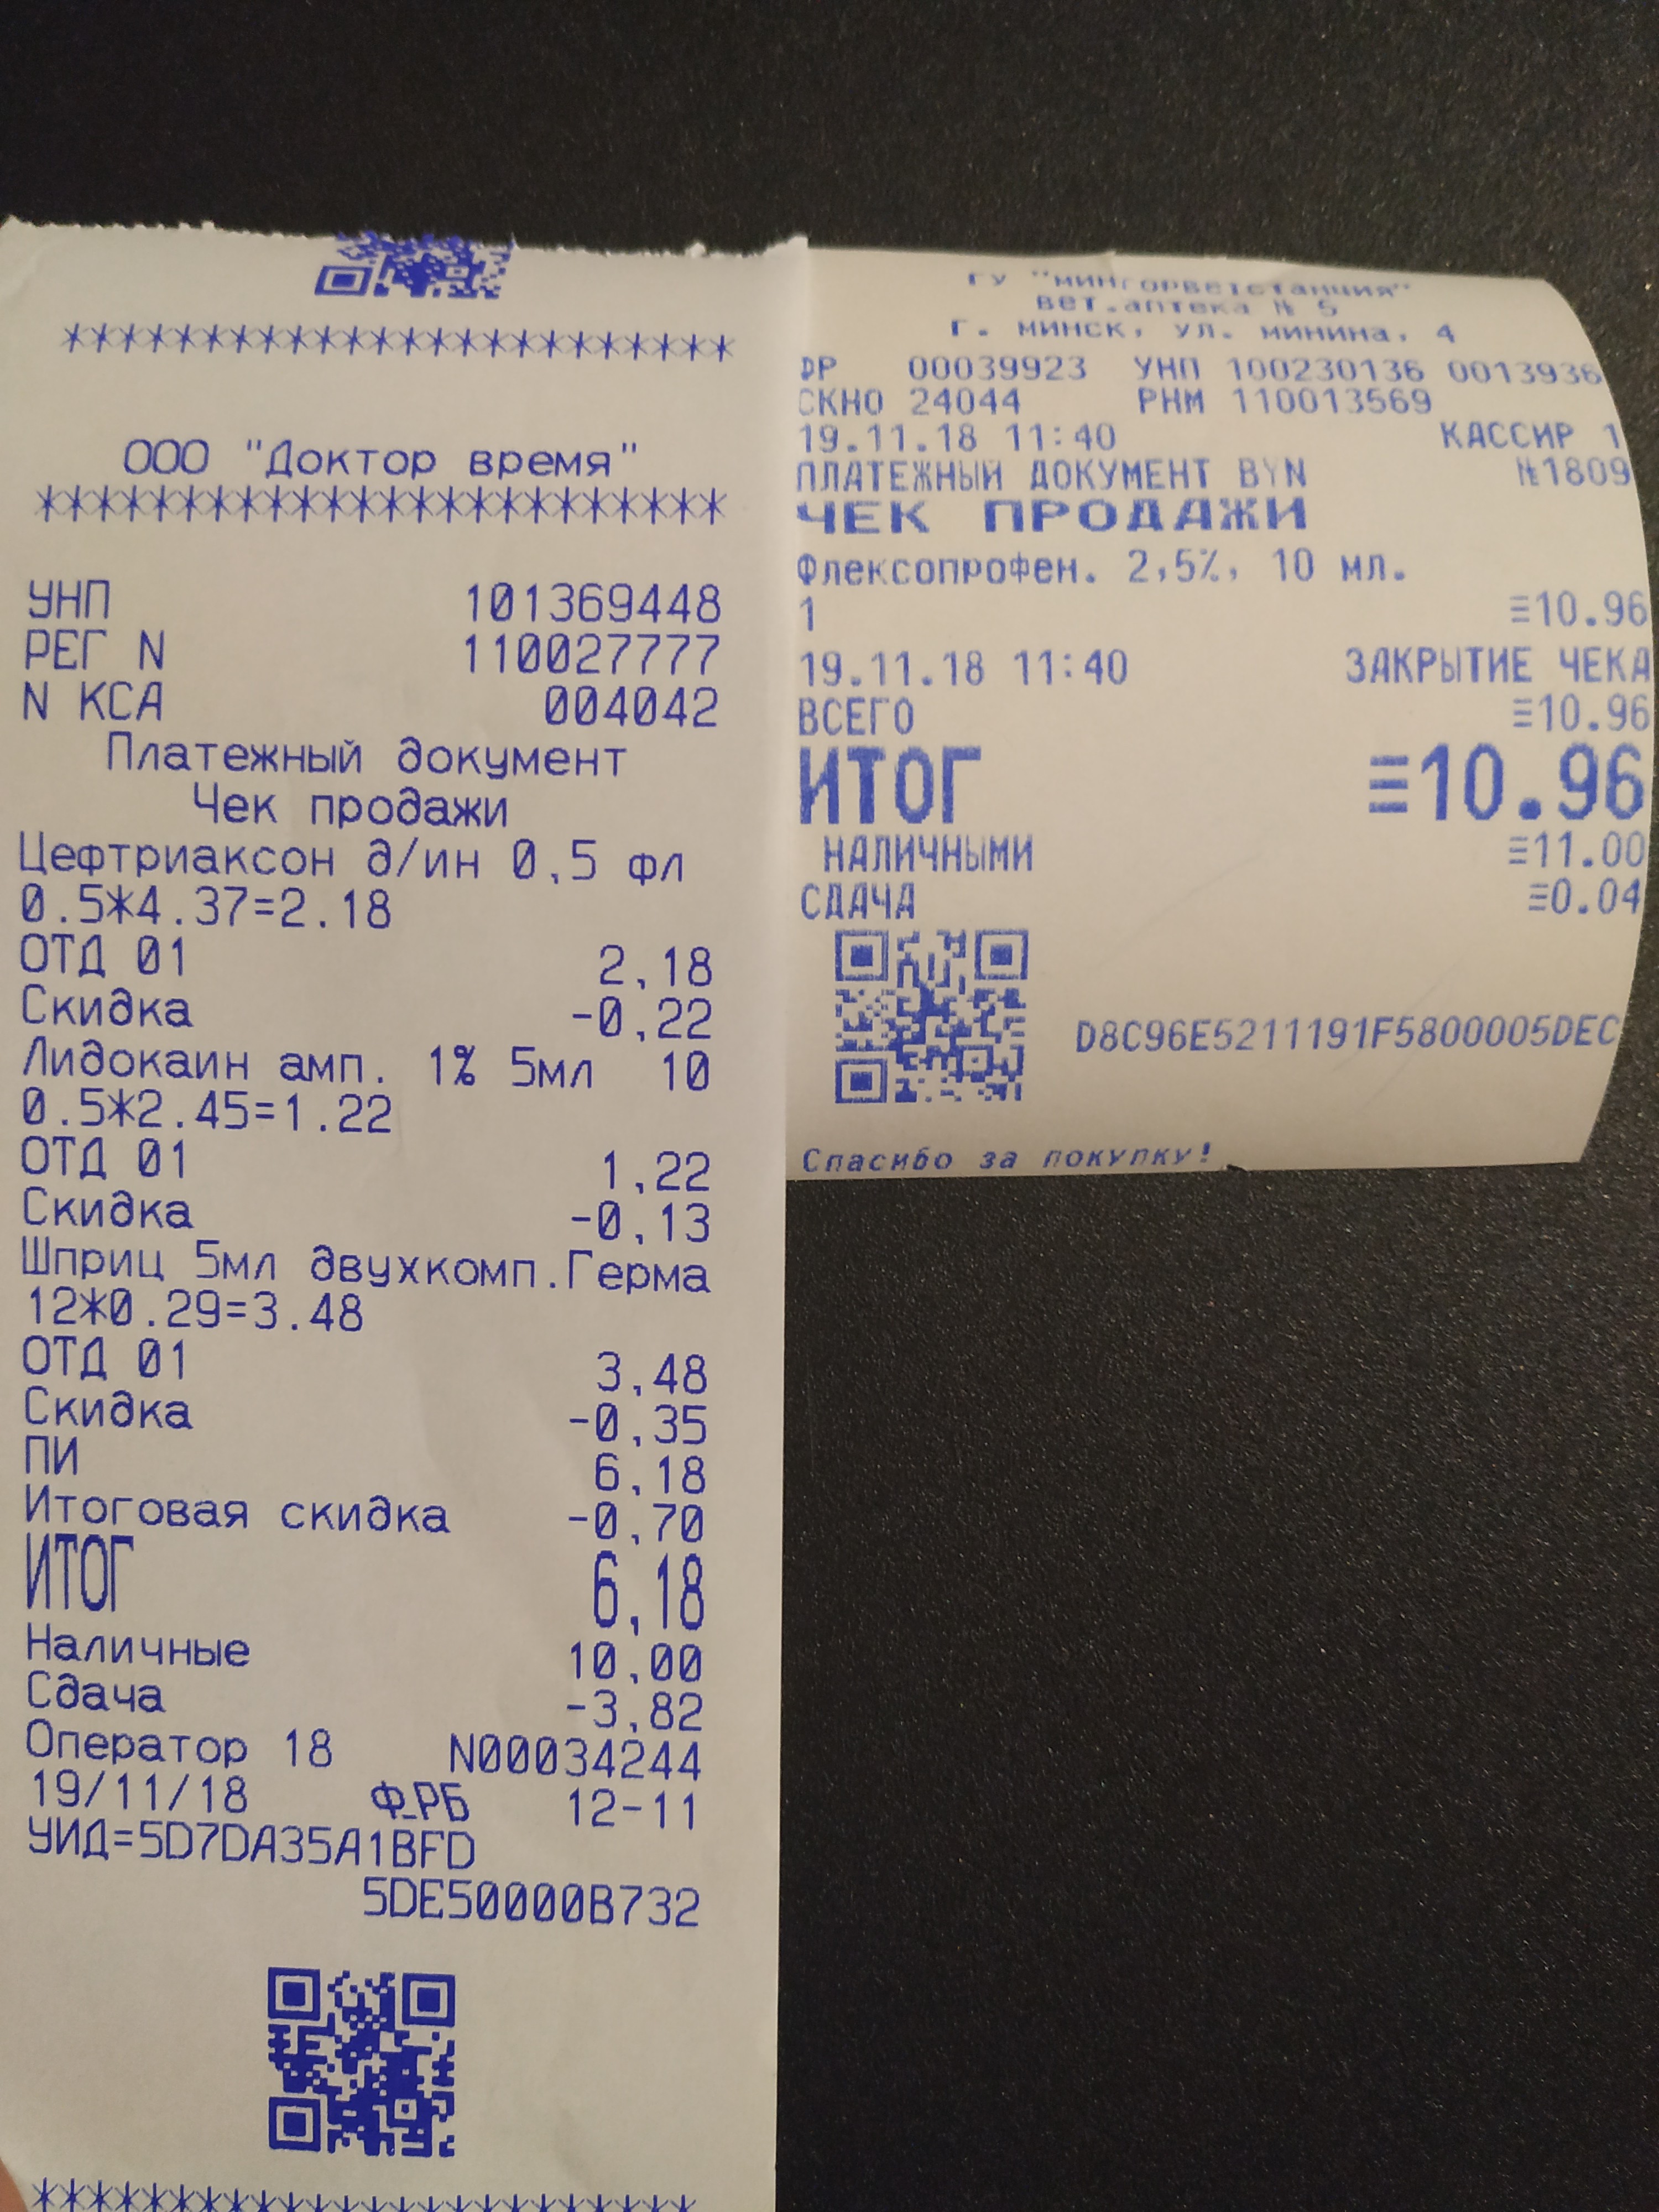 ************************
ООО "Доктор время"
************************
УНП 101369448
РЕГ N 110027777
N КСА 004042
Платежный документ
Чек продажи
Цефтриаксон д/ин 0,5 фл
0.5*4.37=2.18
ОТД 01 2,18
Скидка -0,22
Лидокаин амп. 1% 5мл 10
0.5*2.45=1.22
ОТД 01 1,22
Скидка -0,13
Шприц 5мл двухкомп.Герма
12*0.29=3.48
ОТД 01 3,48
Скидка -0,35
ПИ 6,18
Итоговая скидка -0,70
ИТОГ 6,18
Наличные 10,00
Сдача -3,82
Оператор 18 N00034244
19/11/18 Ф_РБ 12-11
УИД=5D7DA35A1BFD
5DE50000B732
ГУ "Мингорветстанция"
вет.аптека № 5
г. минск, ул. минина, 4
ФР 00039923 УНП 100230136 0013936
СКНО 24044 РНМ 110013569
19.11.18 11:40 КАССИР 1
ПЛАТЕЖНЫЙ ДОКУМЕНТ BYN №1809
ЧЕК ПРОДАЖИ
Флексопрофен. 2,5%, 10 мл.
1 ≡10.96
19.11.18 11:40 ЗАКРЫТИЕ ЧЕКА
ВСЕГО ≡10.96
ИТОГ ≡10.96
НАЛИЧНЫМИ ≡11.00
СДАЧА ≡0.04
D8C96E5211191F5800005DEC
Спасибо за покупку!